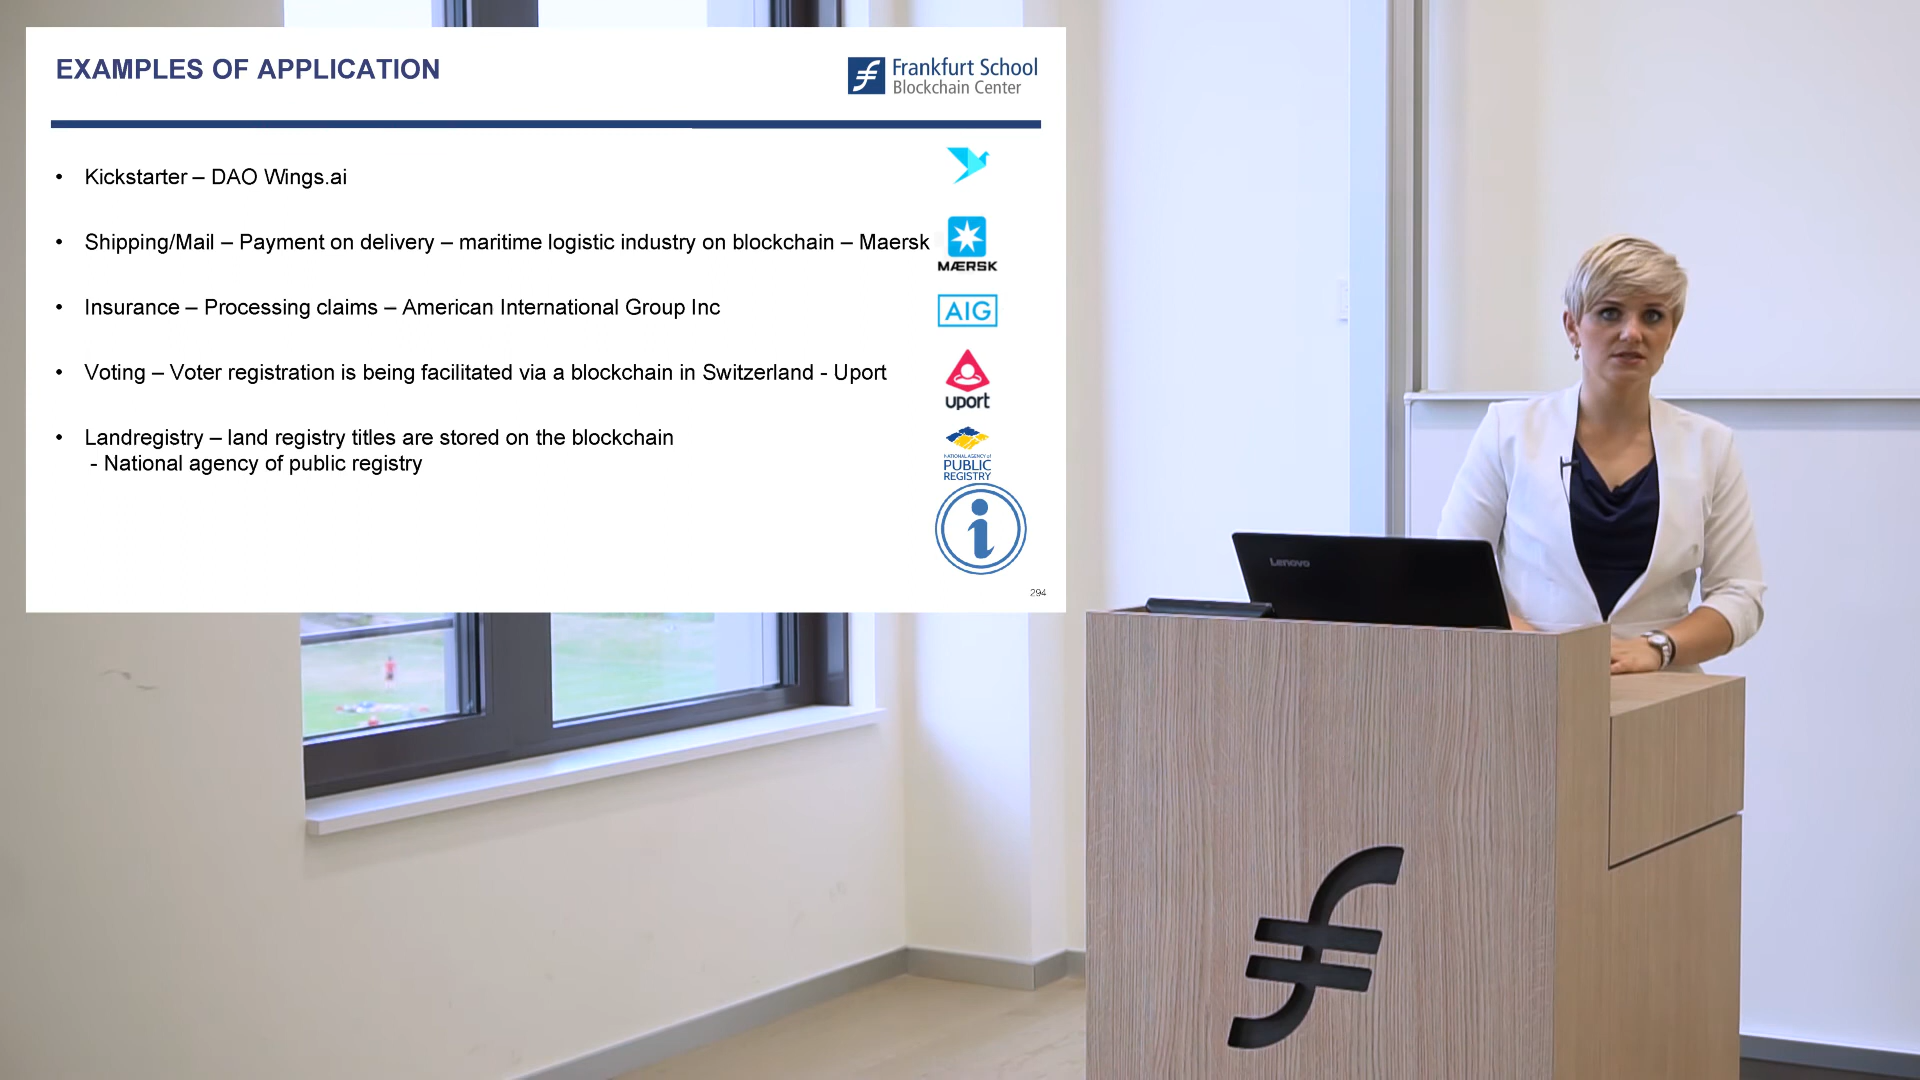 EXAMPLES OF APPLICATION
Frankfurt School
Blockchain Center
• Kickstarter – DAO Wings.ai
• Shipping/Mail – Payment on delivery – maritime logistic industry on blockchain – Maersk
MÆRSK
• Insurance – Processing claims – American International Group Inc
AIG
• Voting – Voter registration is being facilitated via a blockchain in Switzerland - Uport
uport
• Landregistry – land registry titles are stored on the blockchain
- National agency of public registry
NATIONAL AGENCY of
PUBLIC
REGISTRY
i
294
Lenovo